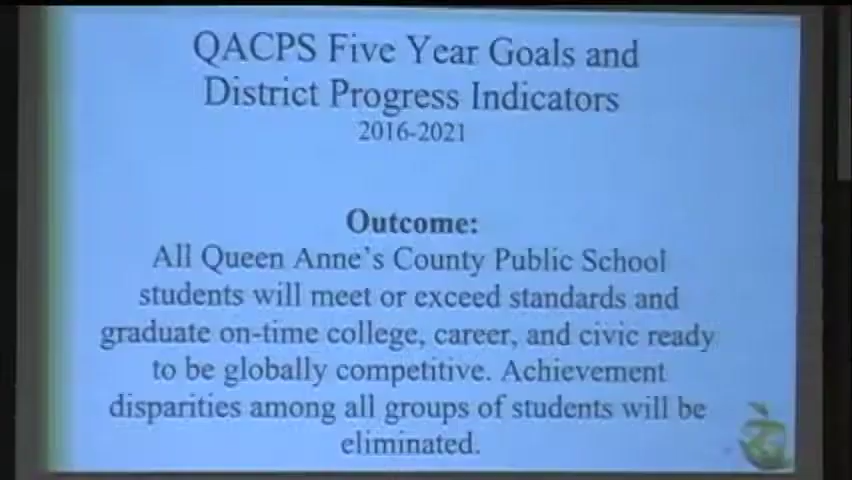 QACPS Five Year Goals and
District Progress Indicators
2016-2021
Outcome:
All Queen Anne's County Public School
students will meet or exceed standards and
graduate on-time college, career, and civic ready
to be globally competitive. Achievement
disparities among all groups of students will be
eliminated.